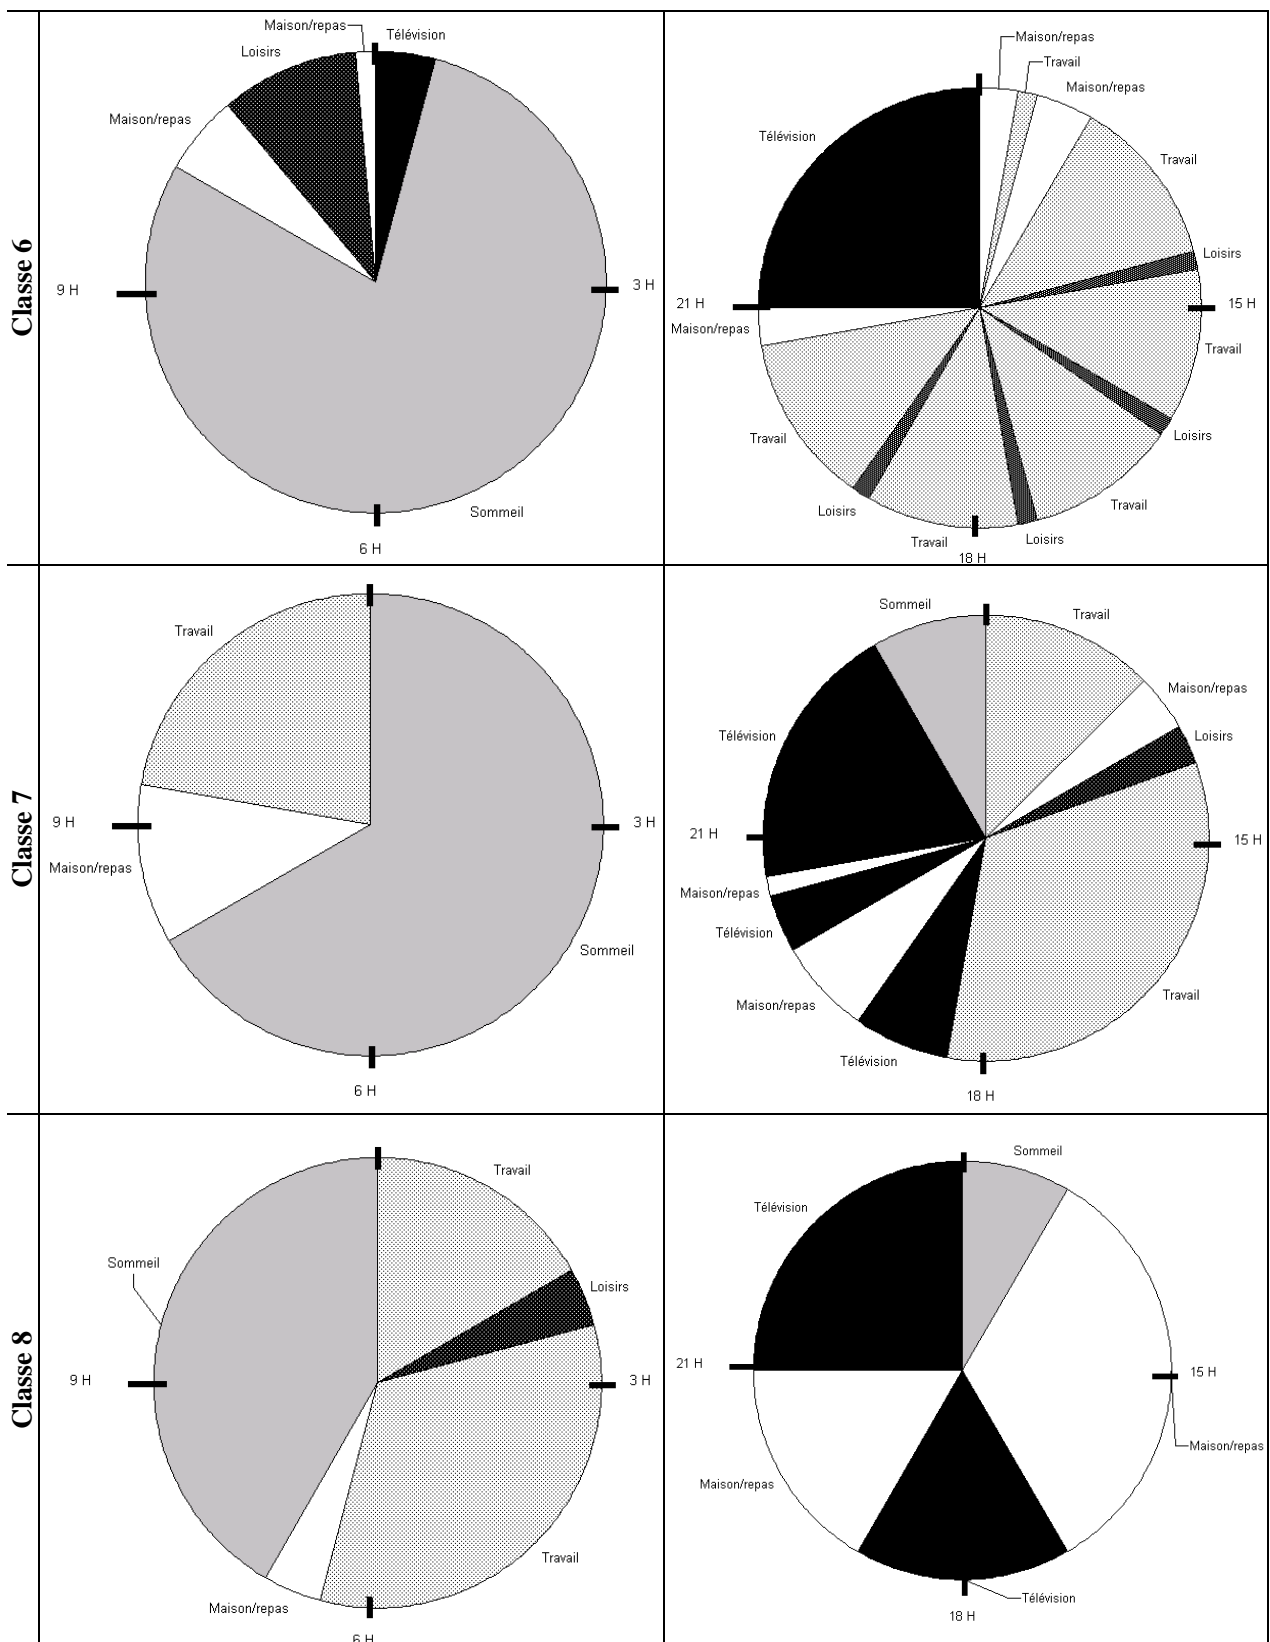 Classe 6
Maison/repas
Télévision
Loisirs
Maison/repas
9 H
3 H
Sommeil
6 H
Maison/repas
Travail
Maison/repas
Télévision
Travail
Loisirs
21 H
15 H
Maison/repas
Travail
Loisirs
Travail
Travail
Loisirs
Travail
Loisirs
18 H
Classe 7
Travail
9 H
3 H
Maison/repas
Sommeil
6 H
Sommeil
Travail
Maison/repas
Télévision
Loisirs
21 H
15 H
Maison/repas
Télévision
Travail
Maison/repas
Télévision
18 H
Classe 8
Travail
Sommeil
Loisirs
9 H
3 H
Travail
Maison/repas
6 H
Sommeil
Télévision
21 H
15 H
Maison/repas
Maison/repas
Télévision
18 H